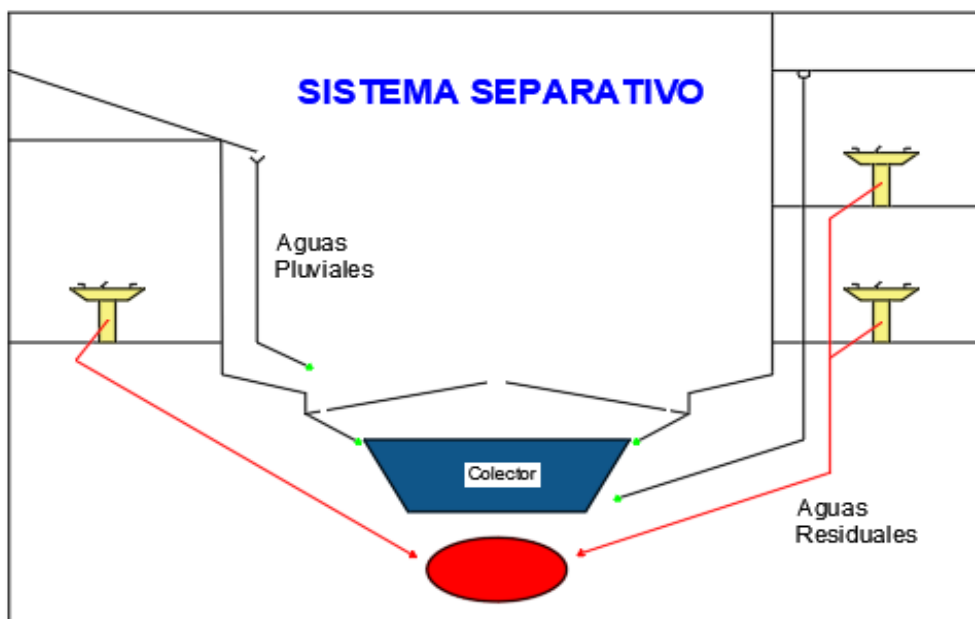 SISTEMA SEPARATIVO
Aguas
Pluviales
Colector
Aguas
Residuales